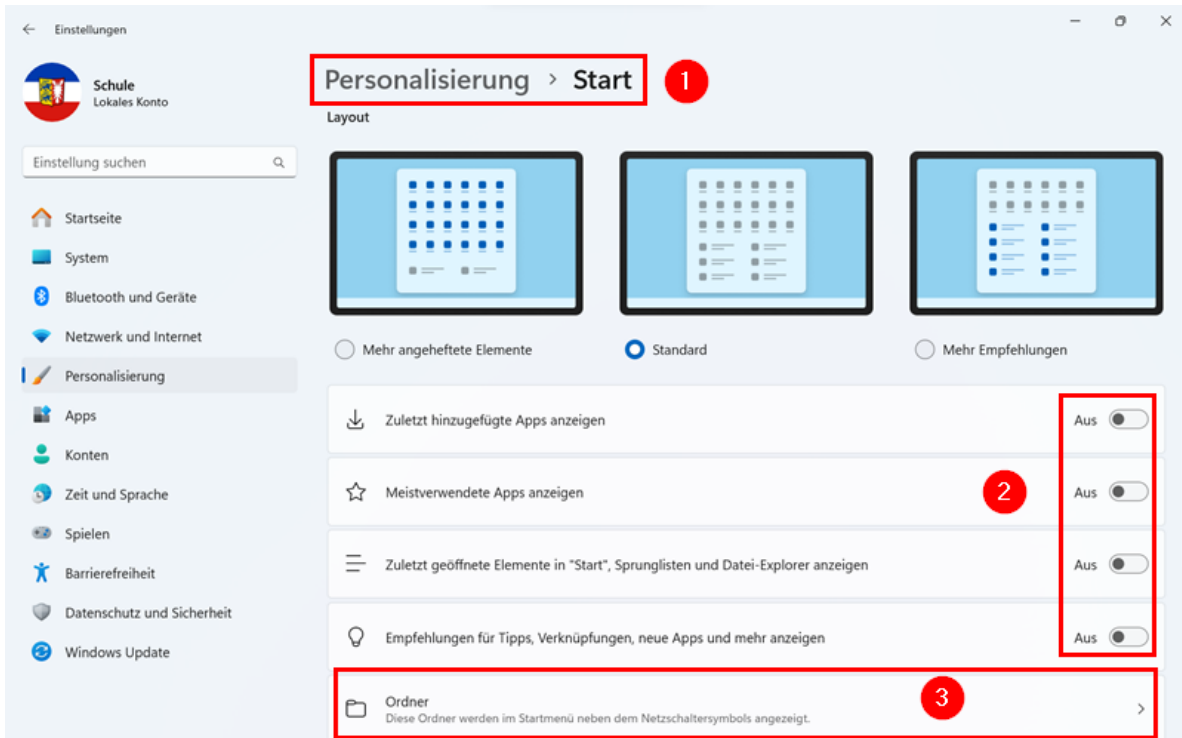 Einstellungen
Schule
Lokales Konto
Einstellung suchen
Startseite
System
Bluetooth und Geräte
Netzwerk und Internet
Personalisierung
Apps
Konten
Zeit und Sprache
Spielen
Barrierefreiheit
Datenschutz und Sicherheit
Windows Update
Personalisierung > Start
1
Layout
Mehr angeheftete Elemente
Standard
Mehr Empfehlungen
Zuletzt hinzugefügte Apps anzeigen
Aus
Meistverwendete Apps anzeigen
2
Aus
Zuletzt geöffnete Elemente in "Start", Sprunglisten und Datei-Explorer anzeigen
Aus
Empfehlungen für Tipps, Verknüpfungen, neue Apps und mehr anzeigen
Aus
Ordner
Diese Ordner werden im Startmenü neben dem Netzschaltersymbols angezeigt.
3